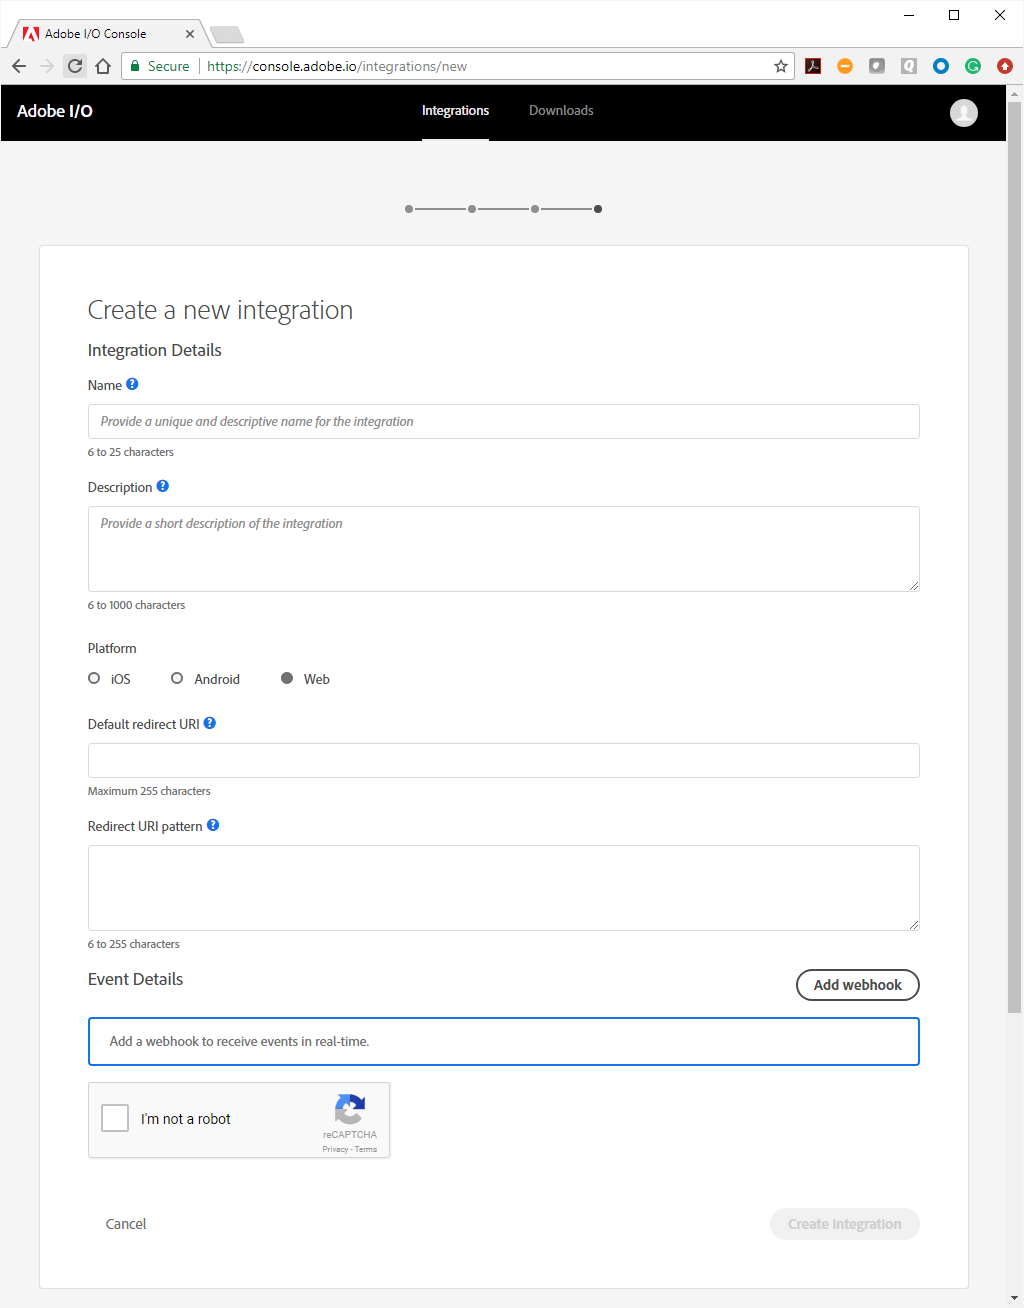 Adobe I/O Console
Secure https://console.adobe.io/integrations/new
Adobe I/O
Integrations
Downloads
Create a new integration
Integration Details
Name
Provide a unique and descriptive name for the integration
6 to 25 characters
Description
Provide a short description of the integration
6 to 1000 characters
Platform
iOS Android Web
Default redirect URI
Maximum 255 characters
Redirect URI pattern
6 to 255 characters
Event Details
Add webhook
Add a webhook to receive events in real-time.
I'm not a robot
reCAPTCHA
Privacy - Terms
Cancel
Create integration